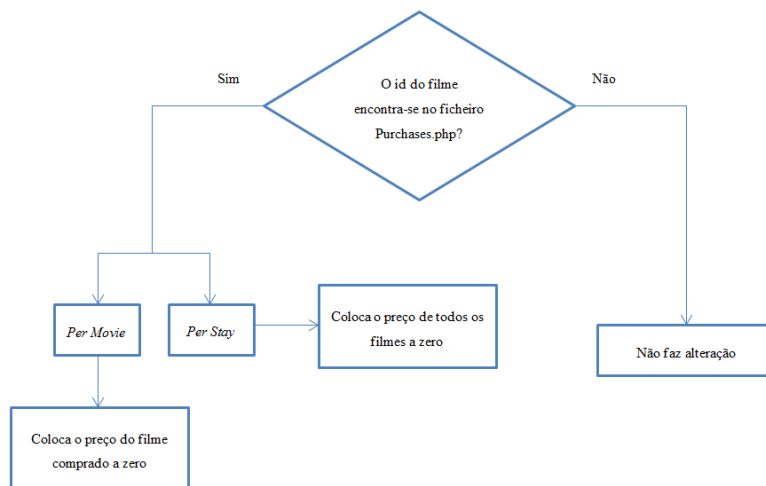 Sim
O id do filme
encontra-se no ficheiro
Purchases.php?
Não
Per Movie
Per Stay
Coloca o preço de todos os
filmes a zero
Não faz alteração
Coloca o preço do filme
comprado a zero